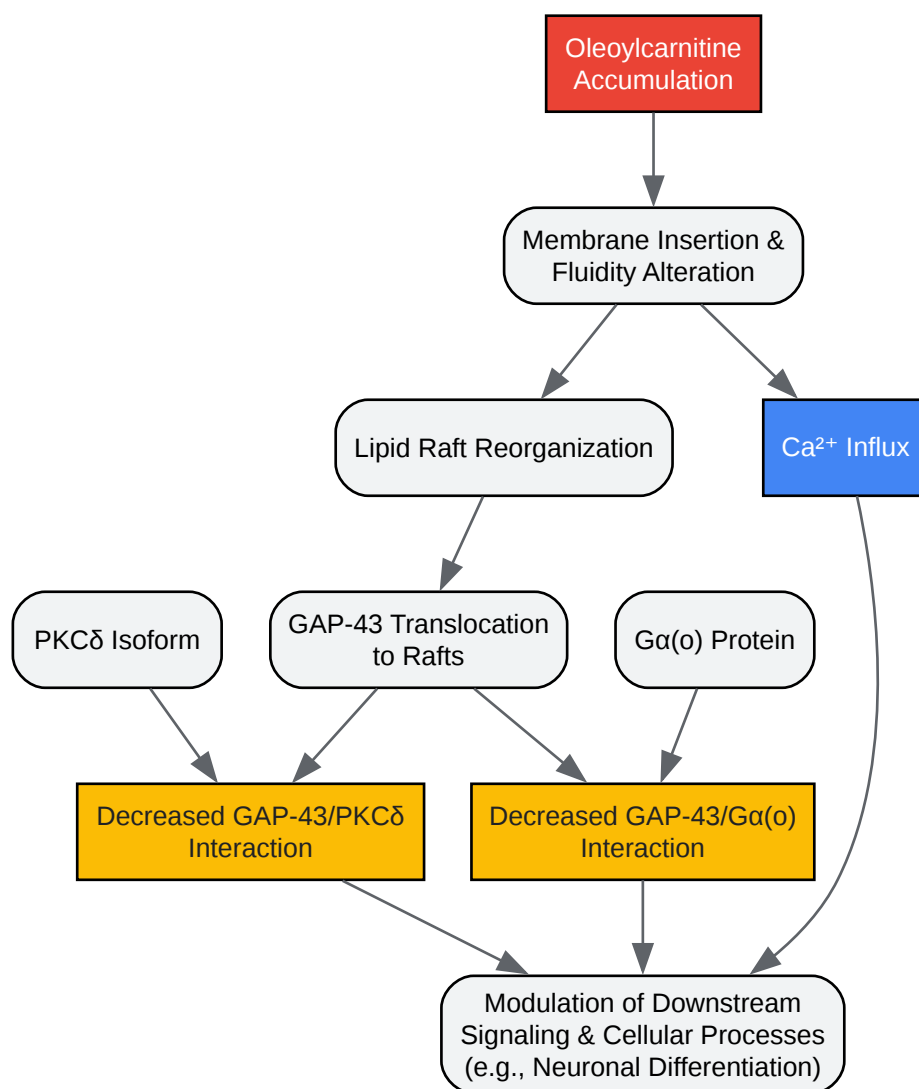 Oleoylcarnitine
Accumulation
Membrane Insertion &
Fluidity Alteration
Lipid Raft Reorganization
Ca²⁺ Influx
PKCδ Isoform
GAP-43 Translocation
to Rafts
Gα(o) Protein
Decreased GAP-43/PKCδ
Interaction
Decreased GAP-43/Gα(o)
Interaction
Modulation of Downstream
Signaling & Cellular Processes
(e.g., Neuronal Differentiation)